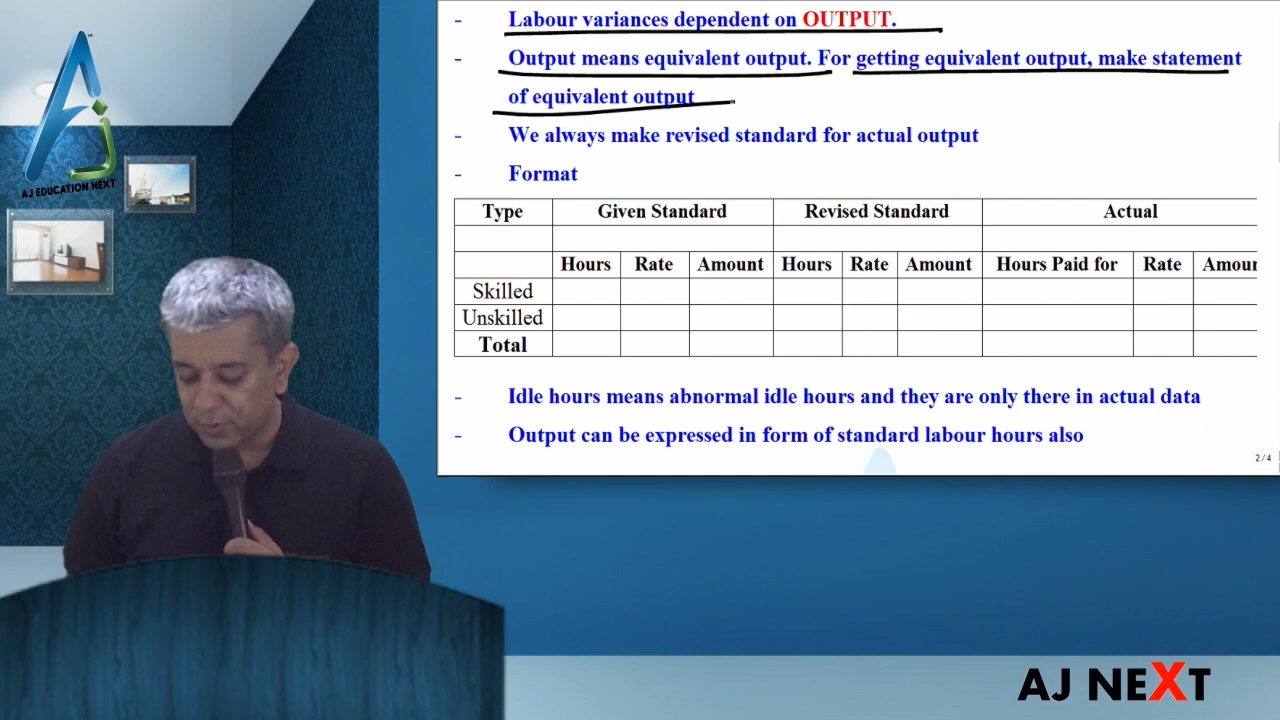 - Labour variances dependent on OUTPUT.
- Output means equivalent output. For getting equivalent output, make statement
of equivalent output
- We always make revised standard for actual output
- Format
Type Given Standard Revised Standard Actual
Hours Rate Amount Hours Rate Amount Hours Paid for Rate Amoun
Skilled
Unskilled
Total
- Idle hours means abnormal idle hours and they are only there in actual data
- Output can be expressed in form of standard labour hours also
2/4
AJ EDUCATION NEXT
AJ NEXT